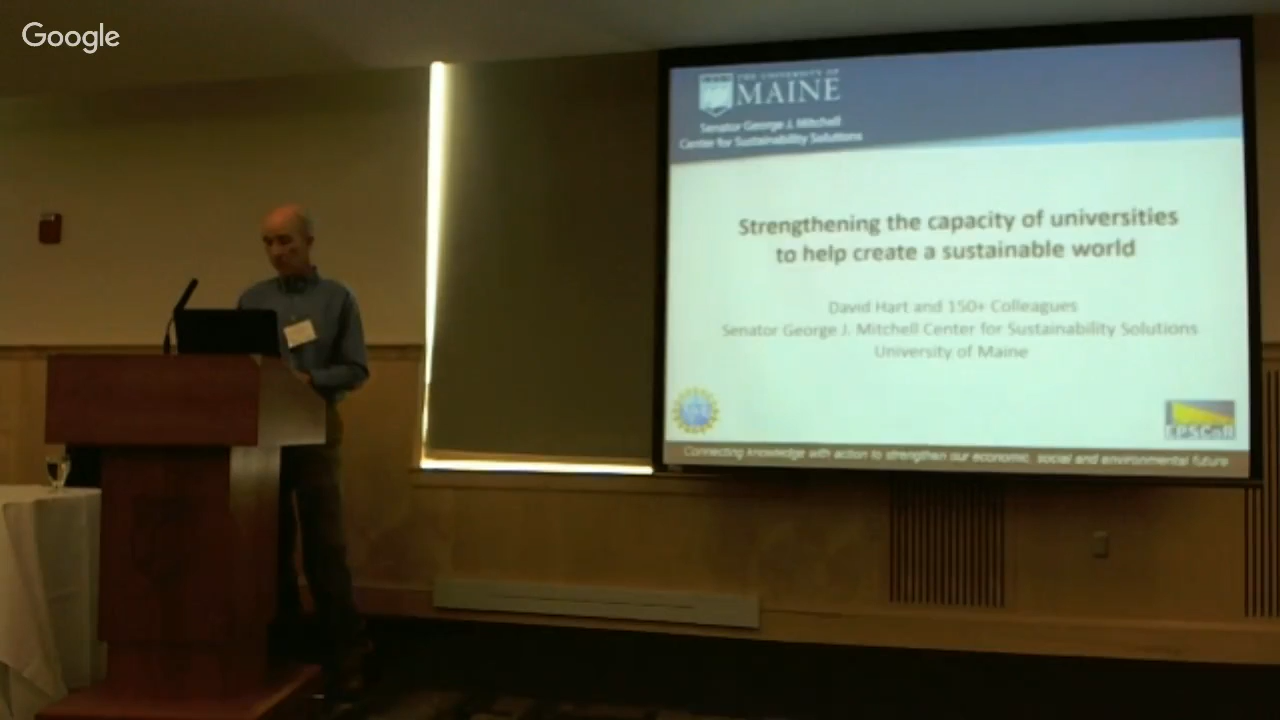 Google
THE UNIVERSITY OF
MAINE
Senator George J. Mitchell
Center for Sustainability Solutions
Strengthening the capacity of universities
to help create a sustainable world
David Hart and 150+ Colleagues
Senator George J. Mitchell Center for Sustainability Solutions
University of Maine
EPSCoR
Connecting knowledge with action to strengthen our economic, social and environmental future